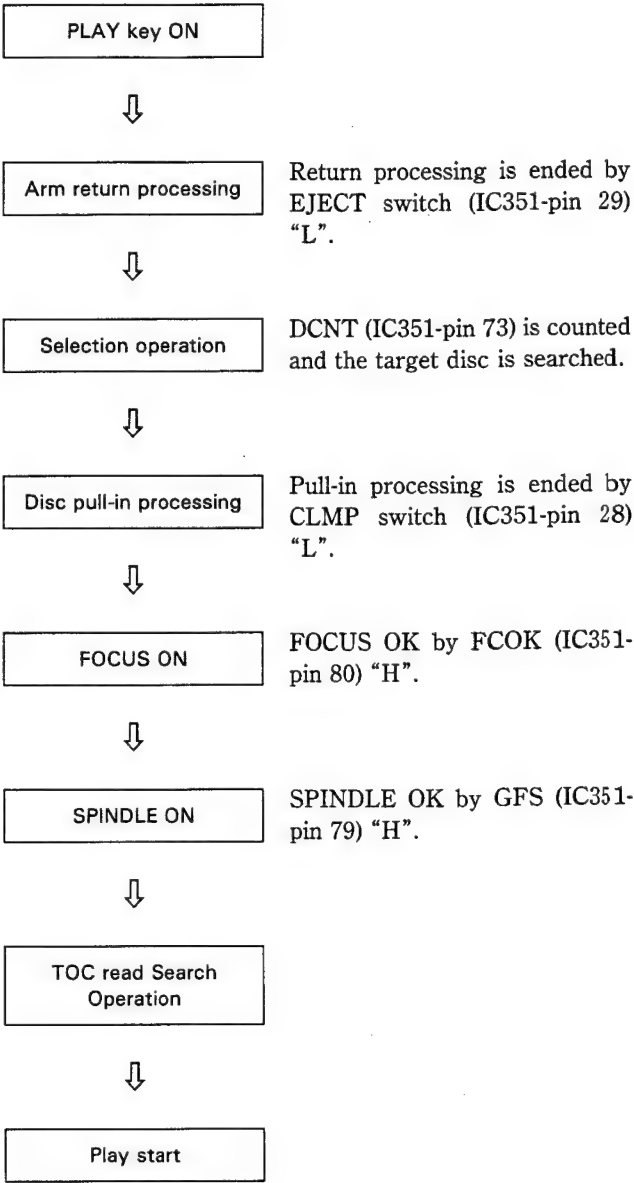 PLAY key ON
Arm return processing
Return processing is ended by
EJECT switch (IC351-pin 29)
“L”.
Selection operation
DCNT (IC351-pin 73) is counted
and the target disc is searched.
Disc pull-in processing
Pull-in processing is ended by
CLMP switch (IC351-pin 28)
“L”.
FOCUS ON
FOCUS OK by FCOK (IC351-
pin 80) “H”.
SPINDLE ON
SPINDLE OK by GFS (IC351-
pin 79) “H”.
TOC read Search
Operation
Play start